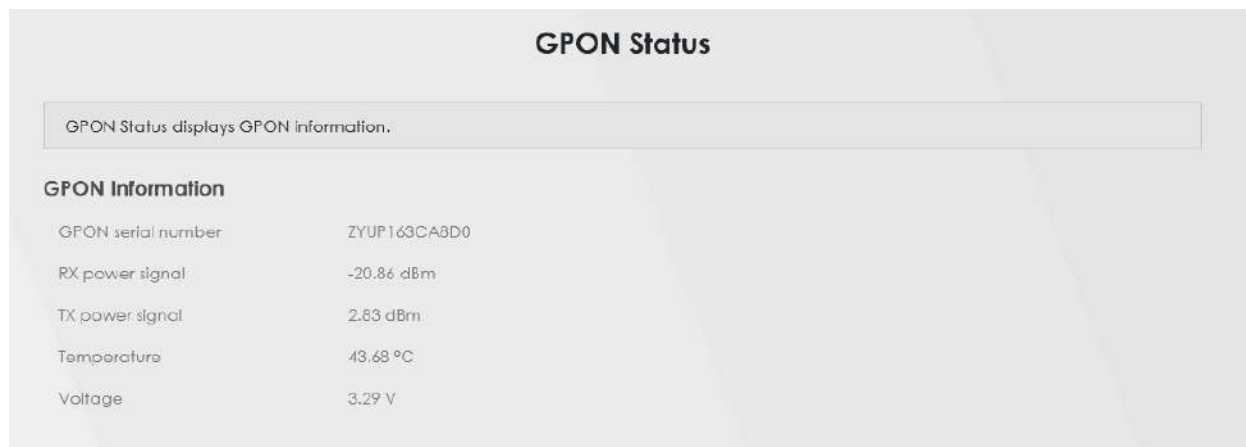 GPON Status
GPON Status displays GPON information.
GPON Information
GPON serial number ZYUP163CA8D0
RX power signal -20.86 dBm
TX power signal 2.83 dBm
Temperature 43.68 ºC
Voltage 3.29 V